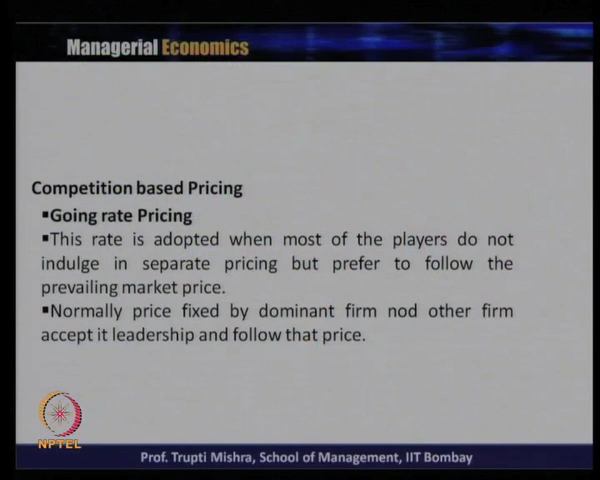 Managerial Economics
Competition based Pricing
▪Going rate Pricing
▪This rate is adopted when most of the players do not
indulge in separate pricing but prefer to follow the
prevailing market price.
▪Normally price fixed by dominant firm nod other firm
accept it leadership and follow that price.
NPTEL
Prof. Trupti Mishra, School of Management, IIT Bombay